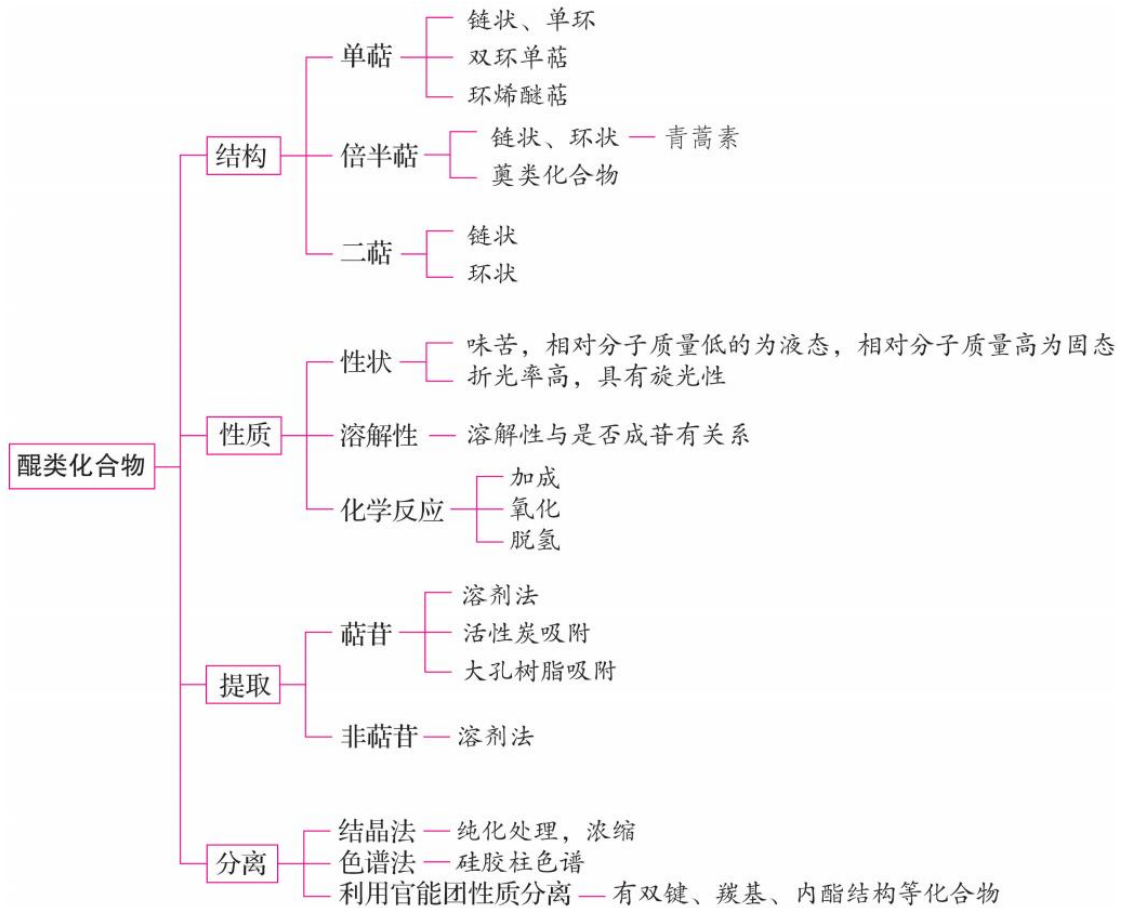 链状、单环
单萜
双环单萜
环烯醚萜
结构
倍半萜
链状、环状
青蒿素
薁类化合物
二萜
链状
环状
性状
味苦，相对分子质量低的为液态，相对分子质量高为固态
折光率高，具有旋光性
性质
溶解性
溶解性与是否成苷有关系
醌类化合物
化学反应
加成
氧化
脱氢
萜苷
溶剂法
活性炭吸附
大孔树脂吸附
提取
非萜苷
溶剂法
分离
结晶法
纯化处理，浓缩
色谱法
硅胶柱色谱
利用官能团性质分离
有双键、羰基、内酯结构等化合物